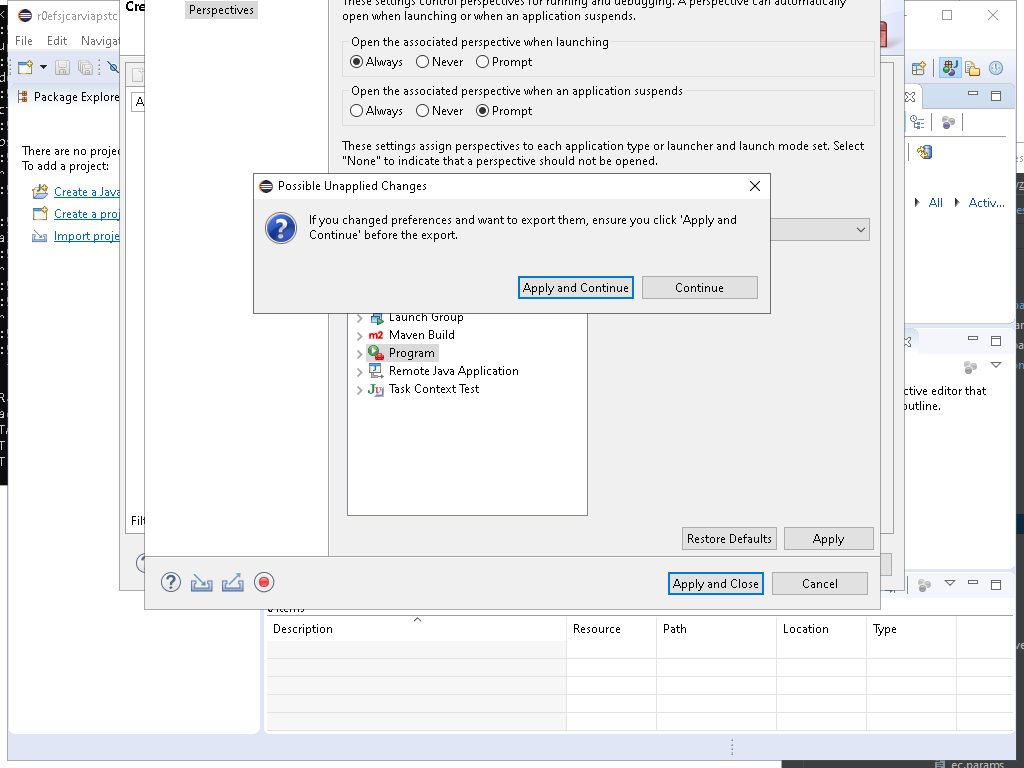 r0efsjcarviapstc
Cre
Perspectives
These settings control perspectives for running and debugging. A perspective can automatically
open when launching or when an application suspends.
File Edit Naviga
Open the associated perspective when launching
Always Never Prompt
Open the associated perspective when an application suspends
Always Never Prompt
Package Explore
These settings assign perspectives to each application type or launcher and launch mode set. Select
"None" to indicate that a perspective should not be opened.
There are no projec
To add a project:
Create a Java
Create a proj
Import proje
Possible Unapplied Changes
If you changed preferences and want to export them, ensure you click 'Apply and
Continue' before the export.
Apply and Continue
Continue
All
Activ...
Launch Group
Maven Build
Program
Remote Java Application
Task Context Test
ctive editor that
outline.
Filt
Restore Defaults
Apply
Apply and Close
Cancel
Description
Resource
Path
Location
Type
ec.params